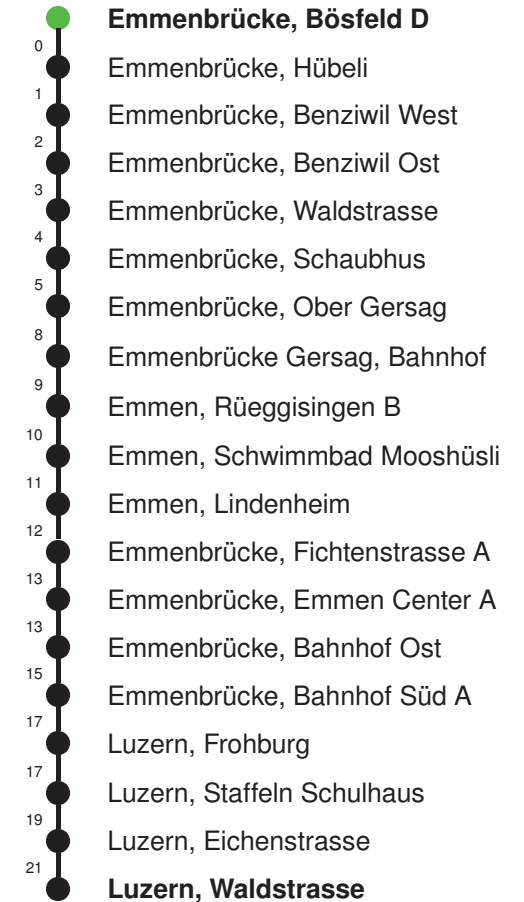 Emmenbrücke, Bösfeld D
0
Emmenbrücke, Hübeli
1
Emmenbrücke, Benziwil West
2
Emmenbrücke, Benziwil Ost
3
Emmenbrücke, Waldstrasse
4
Emmenbrücke, Schaubhus
5
Emmenbrücke, Ober Gersag
8
Emmenbrücke Gersag, Bahnhof
9
Emmen, Rüeggisingen B
10
Emmen, Schwimmbad Mooshüsli
11
Emmen, Lindenheim
12
Emmenbrücke, Fichtenstrasse A
13
Emmenbrücke, Emmen Center A
13
Emmenbrücke, Bahnhof Ost
15
Emmenbrücke, Bahnhof Süd A
17
Luzern, Frohburg
17
Luzern, Staffeln Schulhaus
19
Luzern, Eichenstrasse
21
Luzern, Waldstrasse